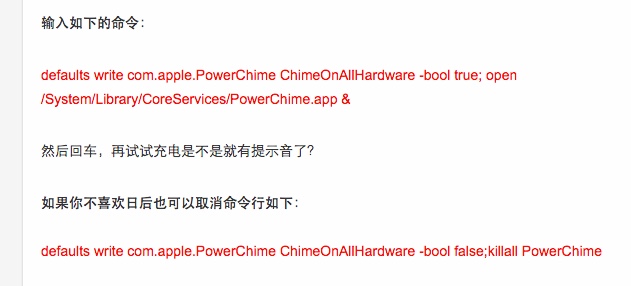 输入如下的命令：
defaults write com.apple.PowerChime ChimeOnAllHardware -bool true; open
/System/Library/CoreServices/PowerChime.app &
然后回车，再试试充电是不是就有提示音了?
如果你不喜欢日后也可以取消命令行如下：
defaults write com.apple.PowerChime ChimeOnAllHardware -bool false;killall PowerChime